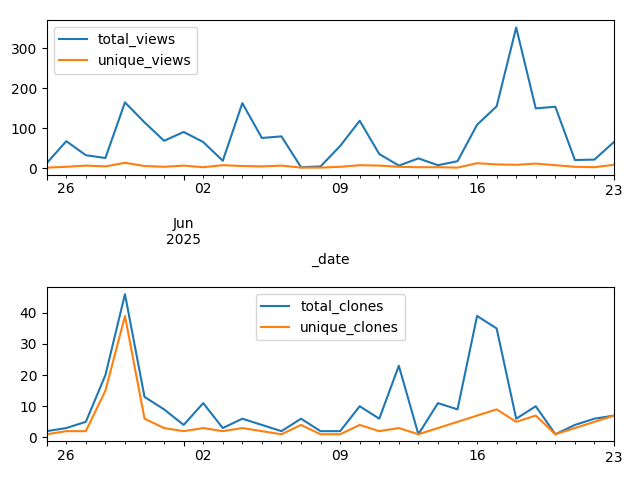 total_views
unique_views
300
200
100
0
26 02 09 16 23
Jun
2025
_date
total_clones
unique_clones
40
30
20
10
0
26 02 09 16 23